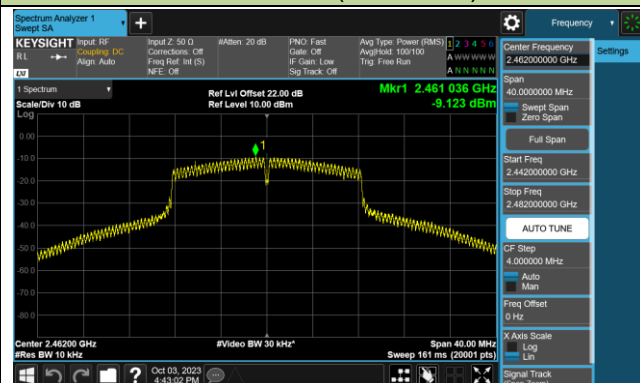 Spectrum Analyzer 1
Swept SA
Frequency
KEYSIGHT
RL
LXI
Input: RF
Coupling: DC
Align: Auto
Input Z: 50 Ω
Corrections: Off
Freq Ref: Int (S)
NFE: Off
#Atten: 20 dB
PNO: Fast
Gate: Off
IF Gain: Low
Sig Track: Off
Avg Type: Power (RMS)
Avg|Hold: 100/100
Trig: Free Run
1 2 3 4 5 6
A W W W W W
A N N N N N
1 Spectrum
Scale/Div 10 dB
Log
Ref Lvl Offset 22.00 dB
Ref Level 10.00 dBm
Mkr1 2.461 036 GHz
-9.123 dBm
1
0.00
-10.0
-20.0
-30.0
-40.0
-50.0
-60.0
-70.0
-80.0
Center 2.46200 GHz
#Res BW 10 kHz
#Video BW 30 kHz*
Span 40.00 MHz
Sweep 161 ms (20001 pts)
Oct 03, 2023
4:43:02 PM
Center Frequency
2.462000000 GHz
Settings
Span
40.0000000 MHz
Swept Span
Zero Span
Full Span
Start Freq
2.442000000 GHz
Stop Freq
2.482000000 GHz
AUTO TUNE
CF Step
4.000000 MHz
Auto
Man
Freq Offset
0 Hz
X Axis Scale
Log
Lin
Signal Track